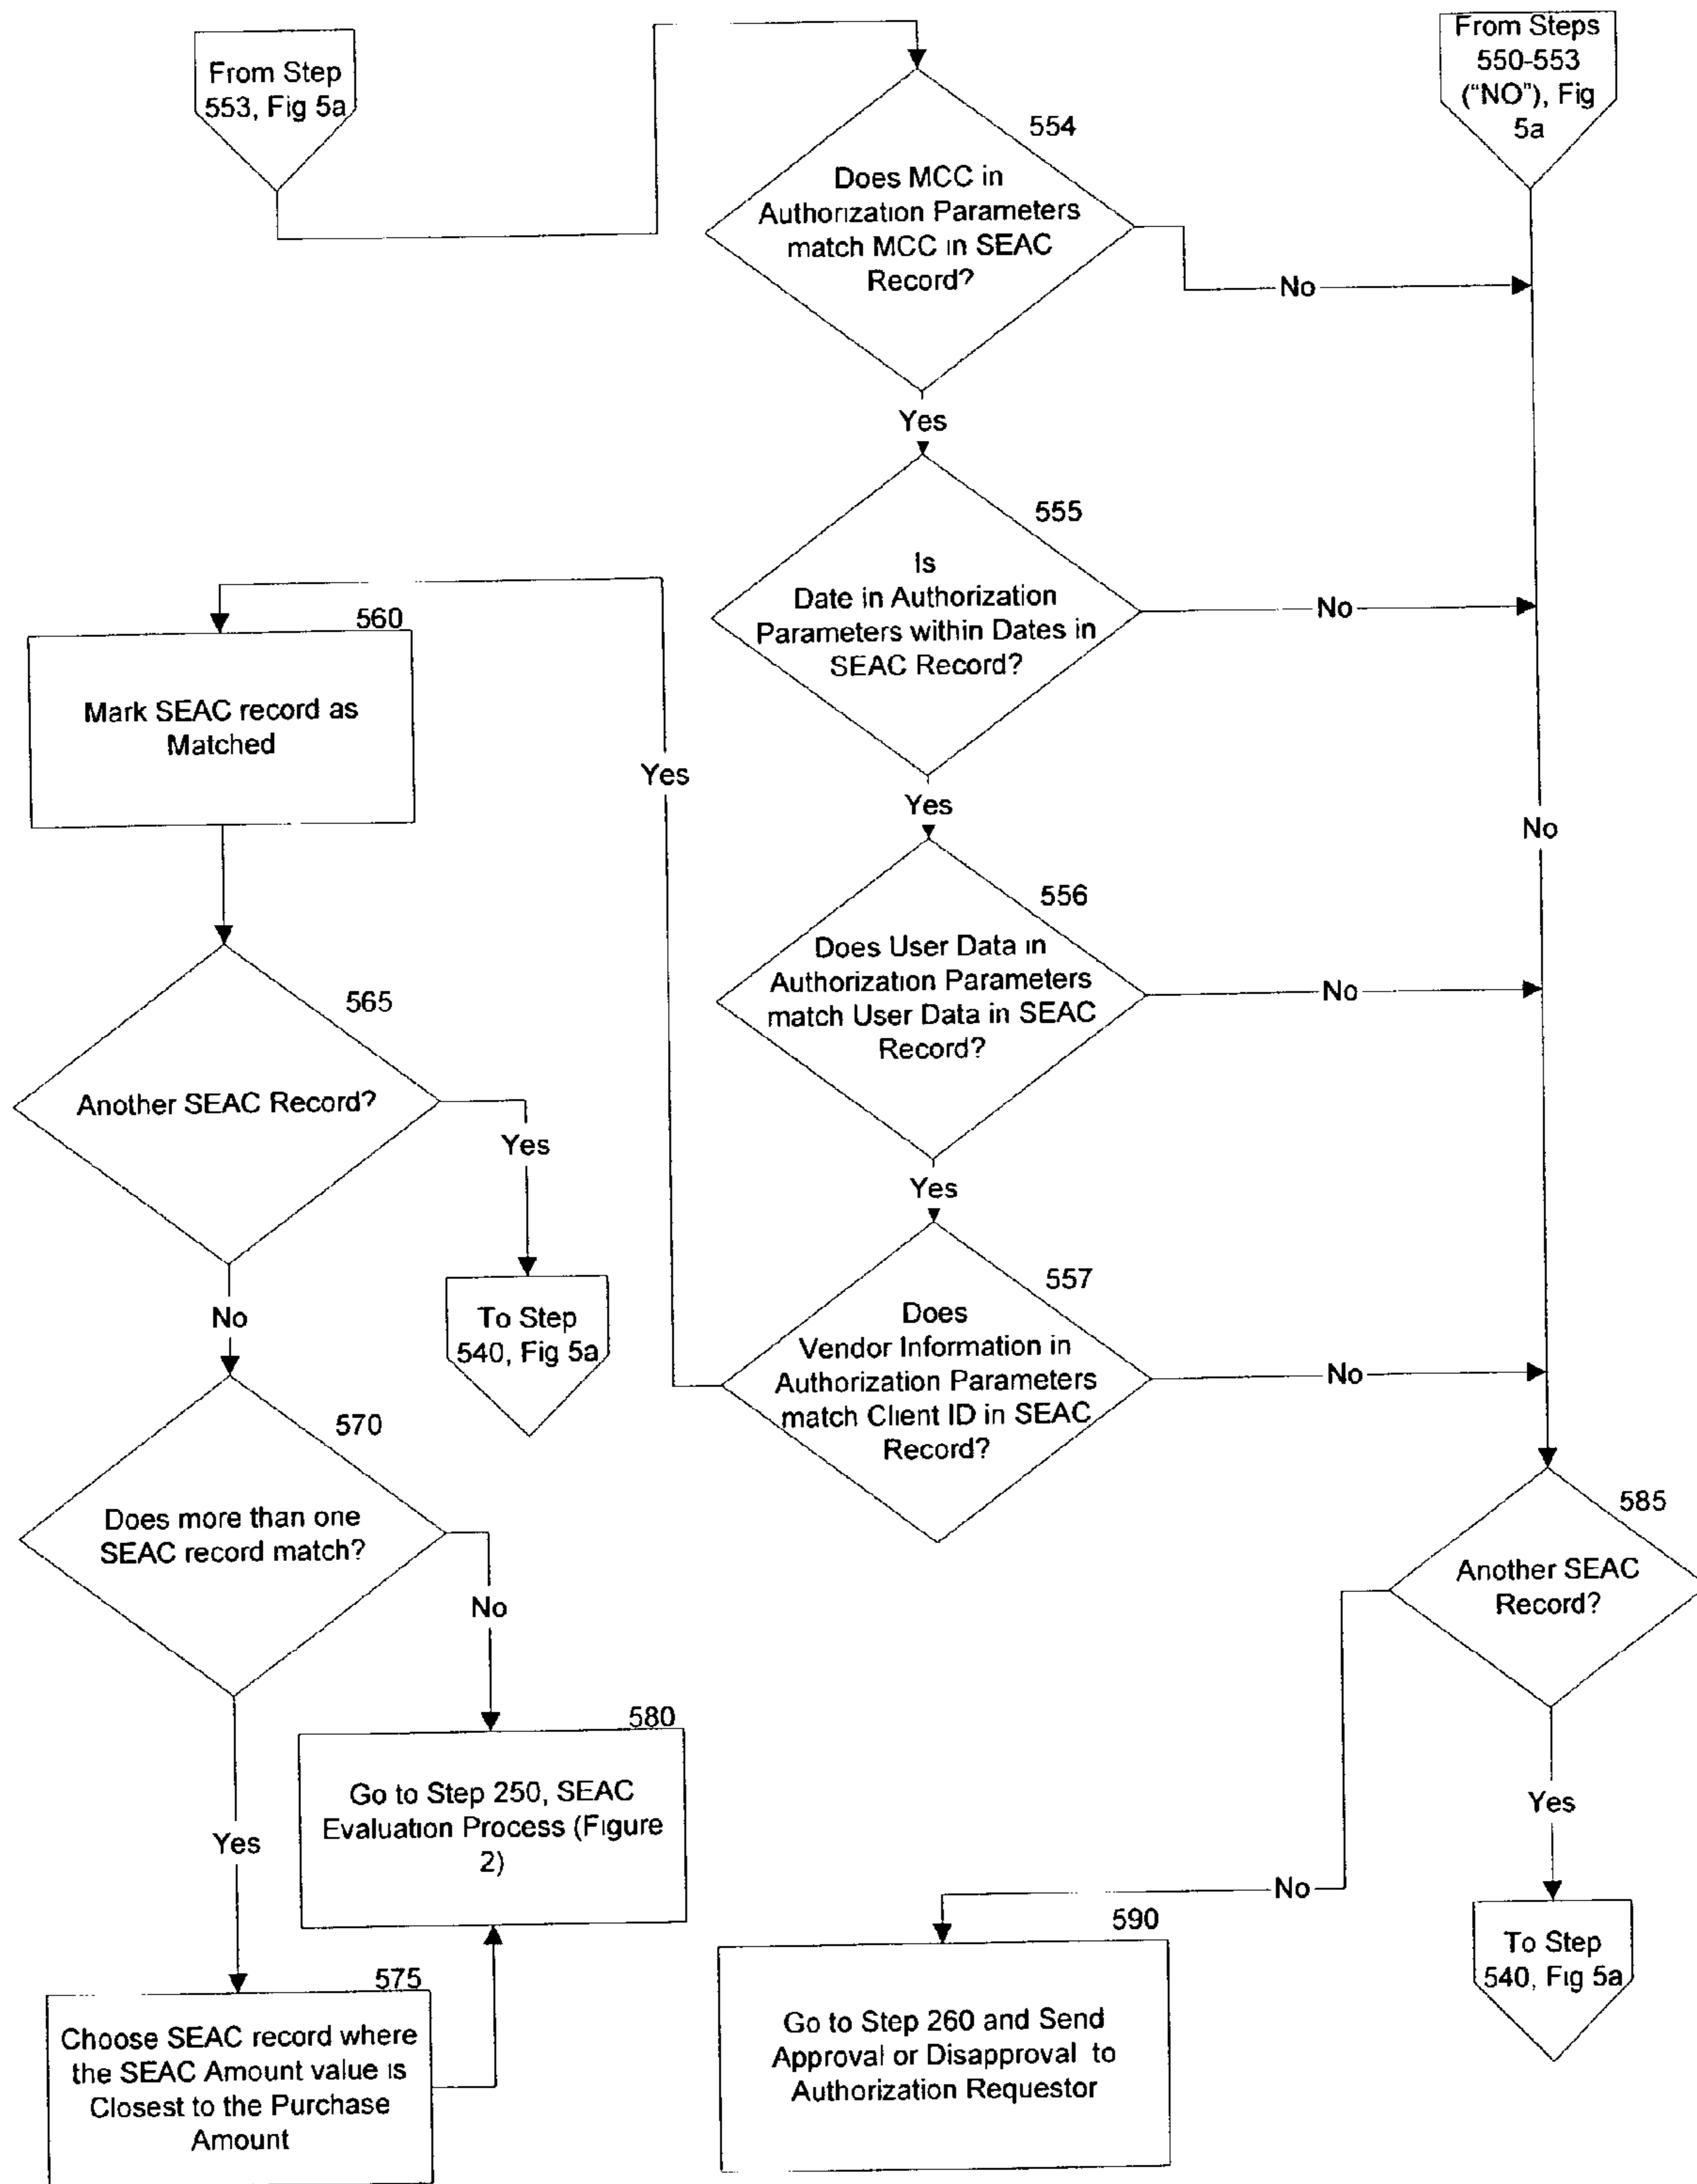 From Step
553, Fig 5a
From Steps
550-553
("NO"), Fig
5a
554
Does MCC in
Authorization Parameters
match MCC in SEAC
Record?
No
Yes
555
Is
Date in Authorization
Parameters within Dates in
SEAC Record?
No
Yes
No
556
Does User Data in
Authorization Parameters
match User Data in SEAC
Record?
No
Yes
557
Does
Vendor Information in
Authorization Parameters
match Client ID in SEAC
Record?
No
Yes
560
Mark SEAC record as
Matched
565
Another SEAC Record?
Yes
To Step
540, Fig 5a
No
570
Does more than one
SEAC record match?
No
580
Go to Step 250, SEAC
Evaluation Process (Figure
2)
Yes
575
Choose SEAC record where
the SEAC Amount value is
Closest to the Purchase
Amount
585
Another SEAC
Record?
Yes
To Step
540, Fig 5a
No
590
Go to Step 260 and Send
Approval or Disapproval to
Authorization Requestor